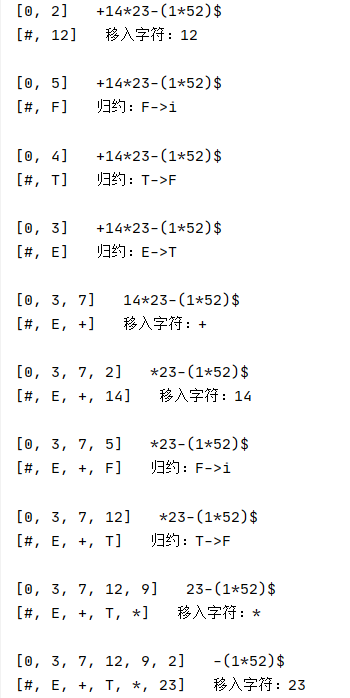 [0, 2]   +14*23-(1*52)$
[#, 12]   移入字符：12
[0, 5]   +14*23-(1*52)$
[#, F]   归约：F->i
[0, 4]   +14*23-(1*52)$
[#, T]   归约：T->F
[0, 3]   +14*23-(1*52)$
[#, E]   归约：E->T
[0, 3, 7]   14*23-(1*52)$
[#, E, +]   移入字符：+
[0, 3, 7, 2]   *23-(1*52)$
[#, E, +, 14]   移入字符：14
[0, 3, 7, 5]   *23-(1*52)$
[#, E, +, F]   归约：F->i
[0, 3, 7, 12]   *23-(1*52)$
[#, E, +, T]   归约：T->F
[0, 3, 7, 12, 9]   23-(1*52)$
[#, E, +, T, *]   移入字符：*
[0, 3, 7, 12, 9, 2]   -(1*52)$
[#, E, +, T, *, 23]   移入字符：23